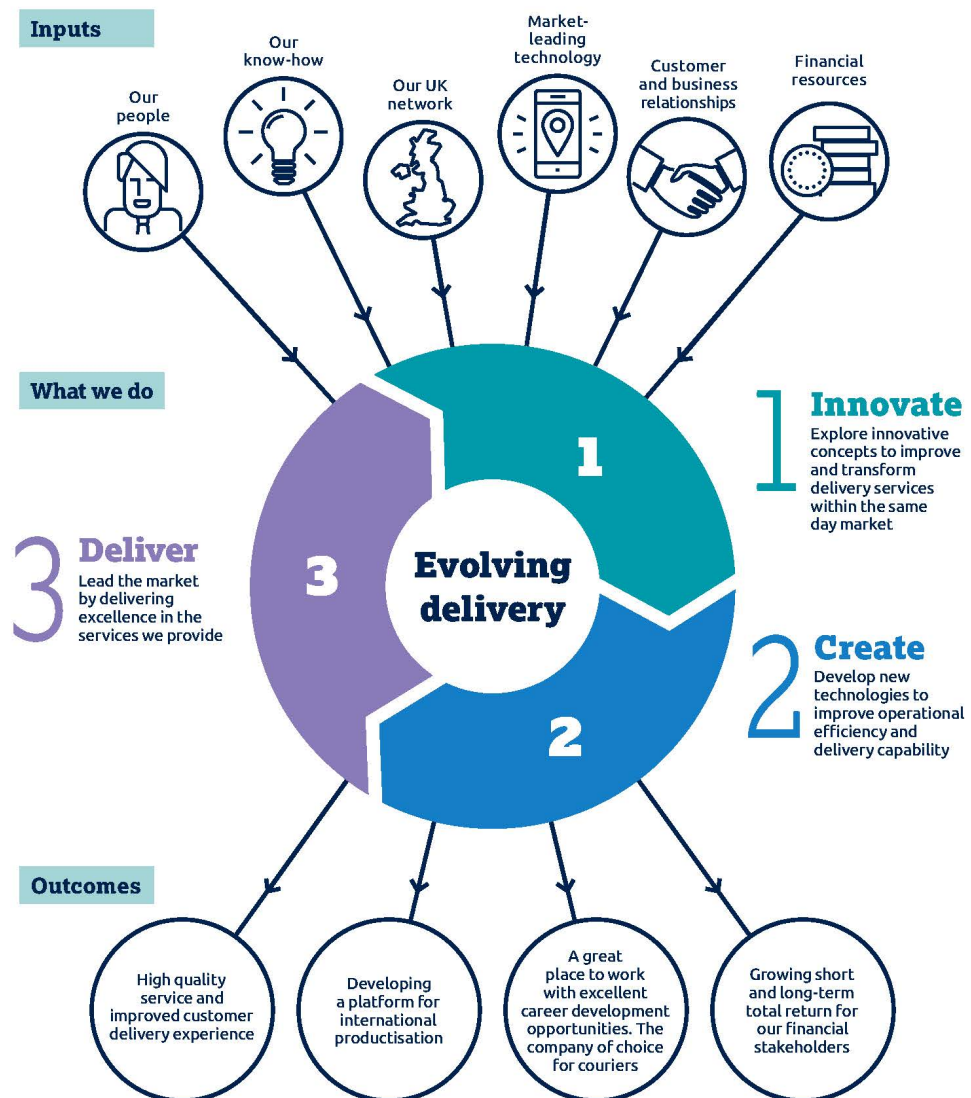 Inputs
Our
people
Our
know-how
Our UK
network
Market-
leading
technology
Customer
and business
relationships
Financial
resources
What we do
1
Innovate
Explore innovative
concepts to improve
and transform
delivery services
within the same
day market
1
3
Deliver
Lead the market
by delivering
excellence in the
services we provide
3
Evolving
delivery
2
Create
Develop new
technologies to
improve operational
efficiency and
delivery capability
2
Outcomes
High quality
service and
improved customer
delivery experience
Developing
a platform for
international
productisation
A great
place to work
with excellent
career development
opportunities. The
company of choice
for couriers
Growing short
and long-term
total return for
our financial
stakeholders